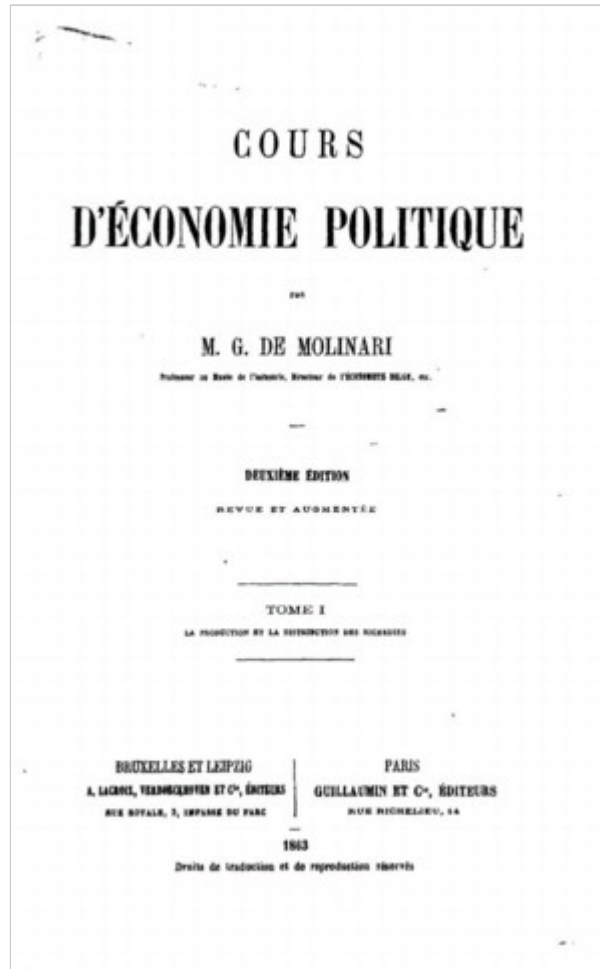 COURS
D'ÉCONOMIE POLITIQUE
PAR
M. G. DE MOLINARI
Professeur au Musée de l'industrie, Directeur de l'ÉCONOMISTE BELGE, etc.
DEUXIÈME ÉDITION
REVUE ET AUGMENTÉE
TOME I
LA PRODUCTION ET LA DISTRIBUTION DES RICHESSES
BRUXELLES ET LEIPZIG
A. LACROIX, VERBOECKHOVEN ET Cie, ÉDITEURS
RUE ROYALE, 3, IMPASSE DU PARC
PARIS
GUILLAUMIN ET Cie, ÉDITEURS
RUE RICHELIEU, 14
1863
Droits de traduction et de reproduction réservés